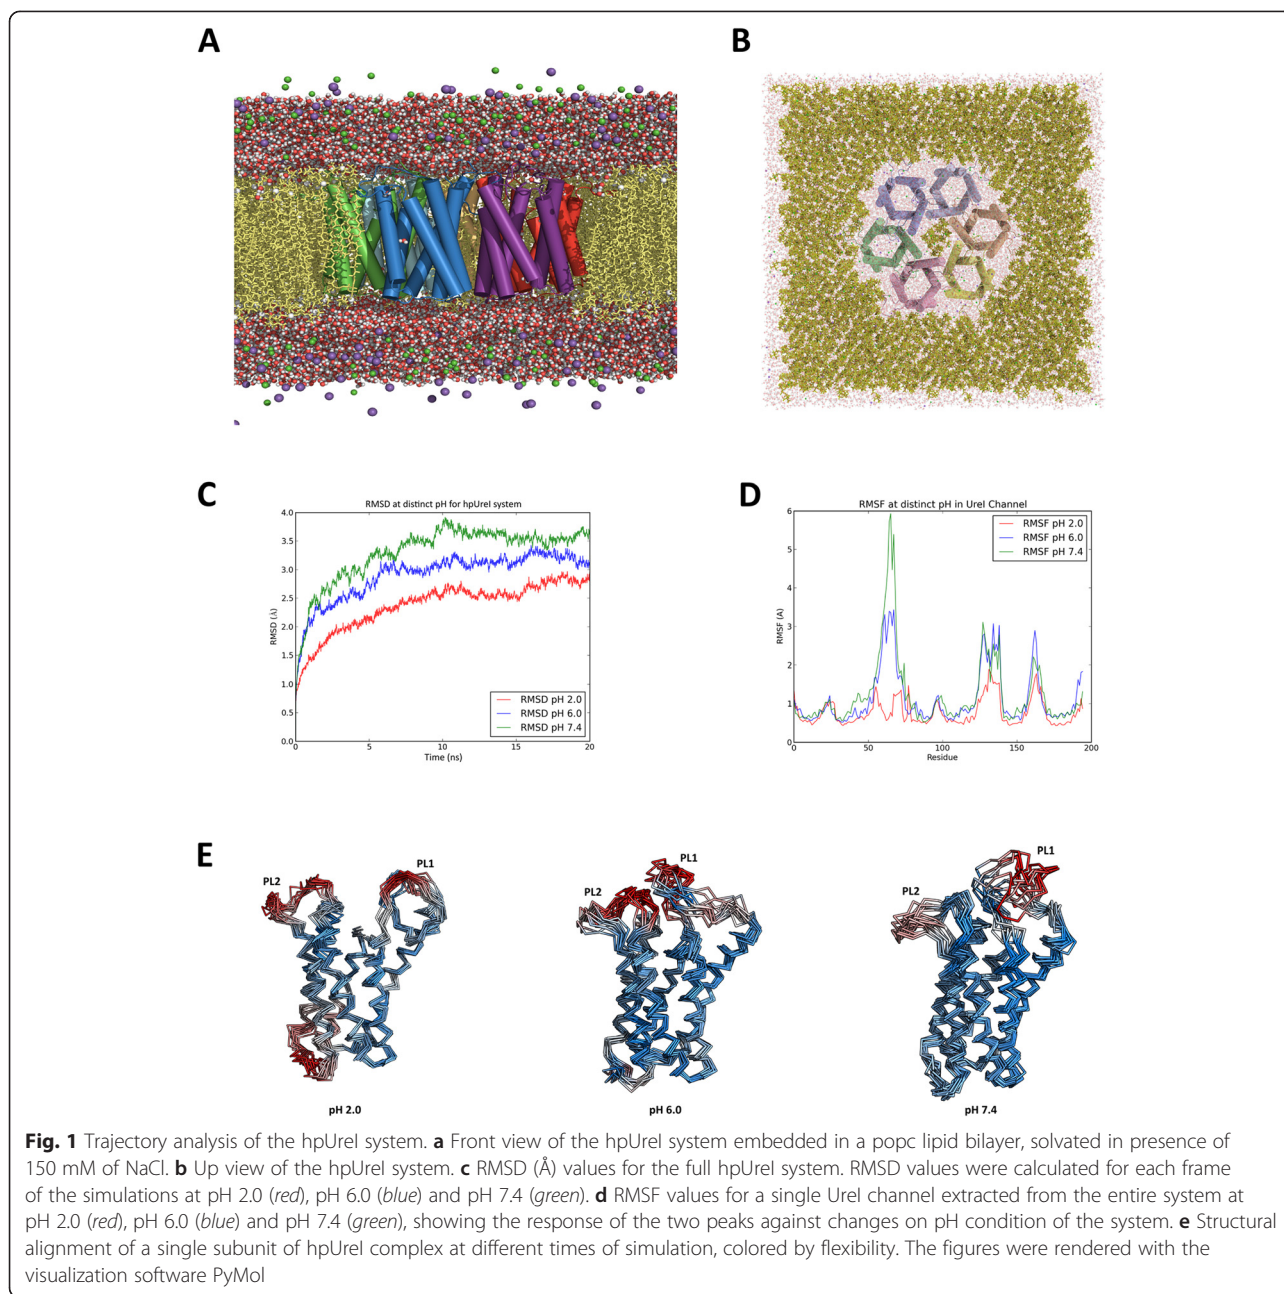 A
B
C
RMSD at distinct pH for hpUreI system
4.0
3.5
3.0
2.5
2.0
1.5
1.0
0.5
0.0
RMSD (Å)
0
5
10
15
20
Time (ns)
RMSD pH 2.0
RMSD pH 6.0
RMSD pH 7.4
D
RMSF at distinct pH in UreI Channel
6
5
4
3
2
1
0
RMSF (A)
0
50
100
150
200
Residue
RMSF pH 2.0
RMSF pH 6.0
RMSF pH 7.4
E
PL2
PL1
pH 2.0
PL2
PL1
pH 6.0
PL2
PL1
pH 7.4
Fig. 1 Trajectory analysis of the hpUreI system. a Front view of the hpUreI system embedded in a popc lipid bilayer, solvated in presence of
150 mM of NaCl. b Up view of the hpUreI system. c RMSD (Å) values for the full hpUreI system. RMSD values were calculated for each frame
of the simulations at pH 2.0 (red), pH 6.0 (blue) and pH 7.4 (green). d RMSF values for a single UreI channel extracted from the entire system at
pH 2.0 (red), pH 6.0 (blue) and pH 7.4 (green), showing the response of the two peaks against changes on pH condition of the system. e Structural
alignment of a single subunit of hpUreI complex at different times of simulation, colored by flexibility. The figures were rendered with the
visualization software PyMol